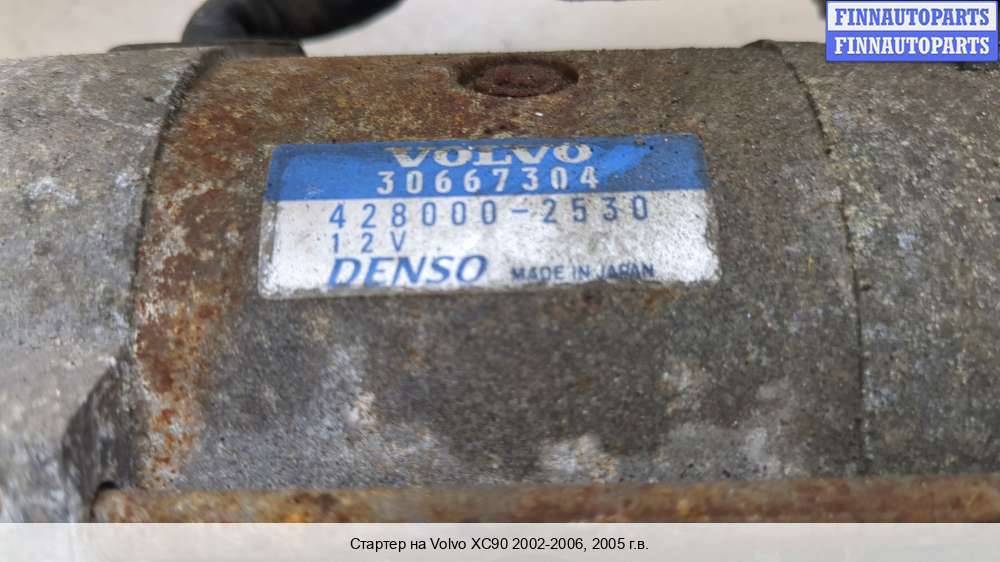 FINNAUTOPARTS
FINNAUTOPARTS
VOLVO
30667304
428000-2530
12V
DENSO MADE IN JAPAN
Стартер на Volvo XC90 2002-2006, 2005 г.в.